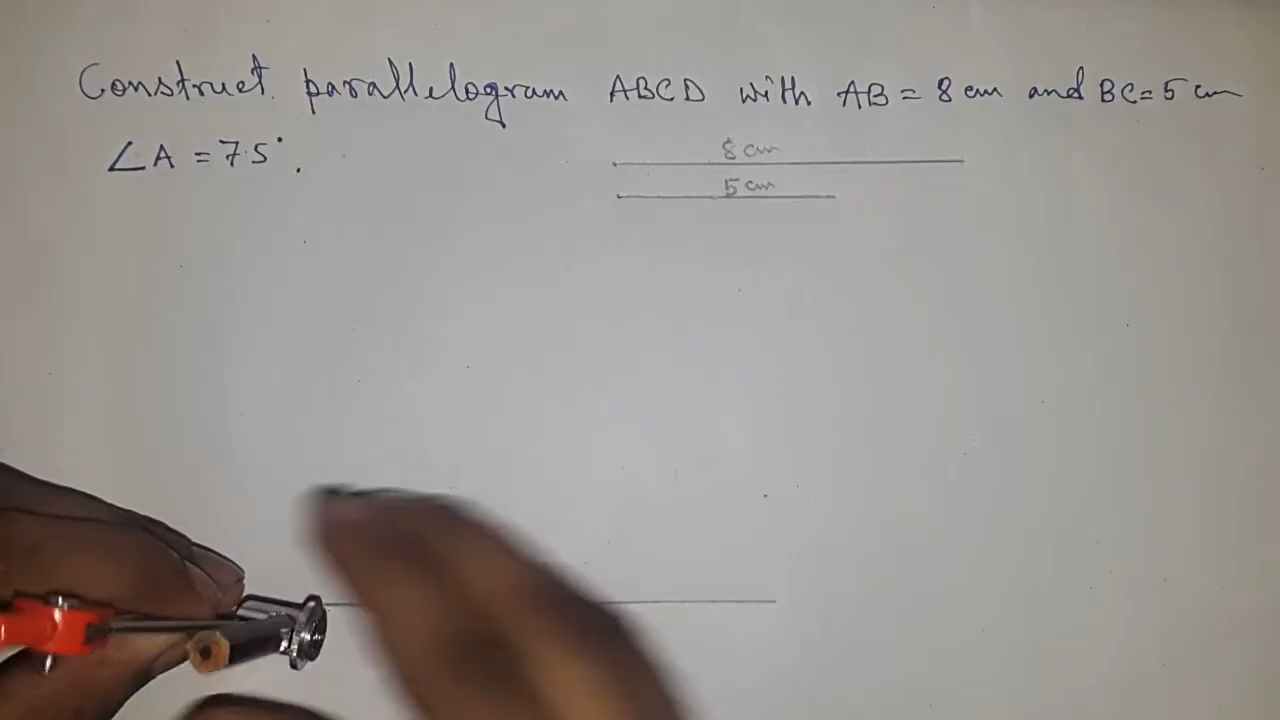 Construct parallelogram ABCD with AB = 8 cm and BC = 5 cm
∠A = 75°.
8 cm
5 cm